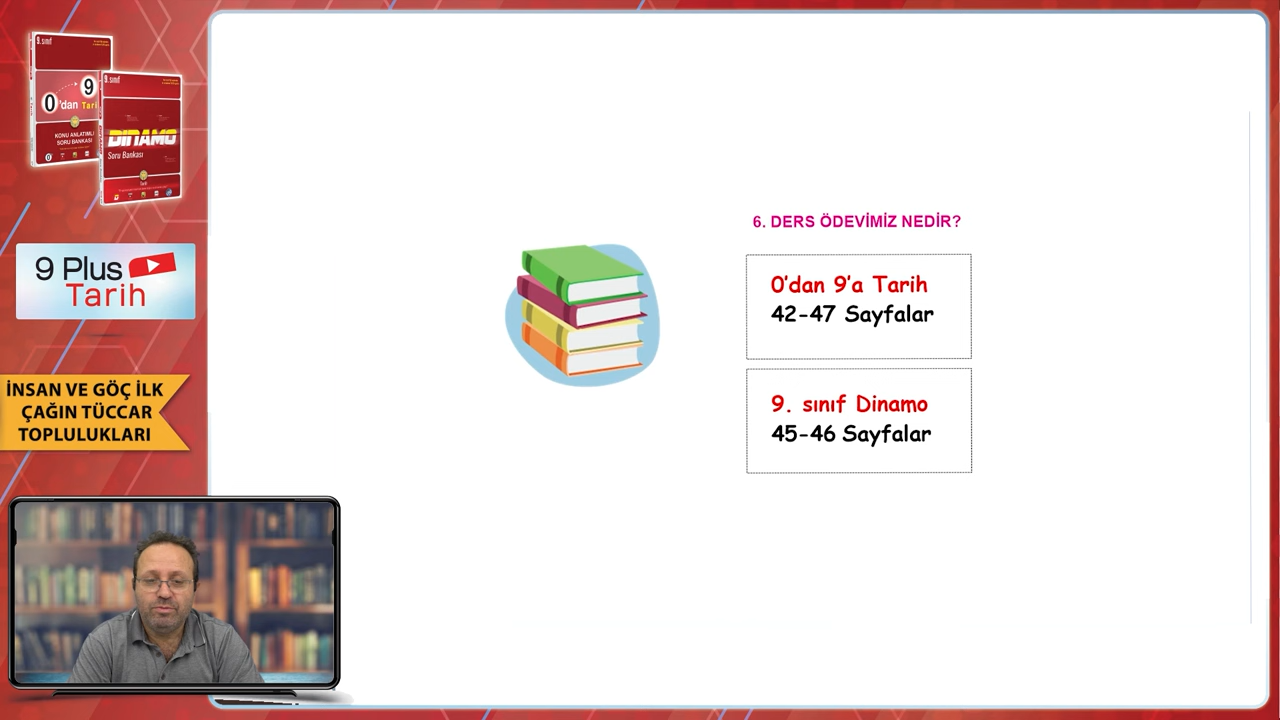 9. sınıf
0'dan
9
Tarih
KONU ANLATIMLI
SORU BANKASI
9. sınıf
DİNAMO
Soru Bankası
Tarih
9 Plus
Tarih
İNSAN VE GÖÇ İLK
ÇAĞIN TÜCCAR
TOPLULUKLARI
6. DERS ÖDEVİMİZ NEDİR?
0'dan 9'a Tarih
42-47 Sayfalar
9. sınıf Dinamo
45-46 Sayfalar